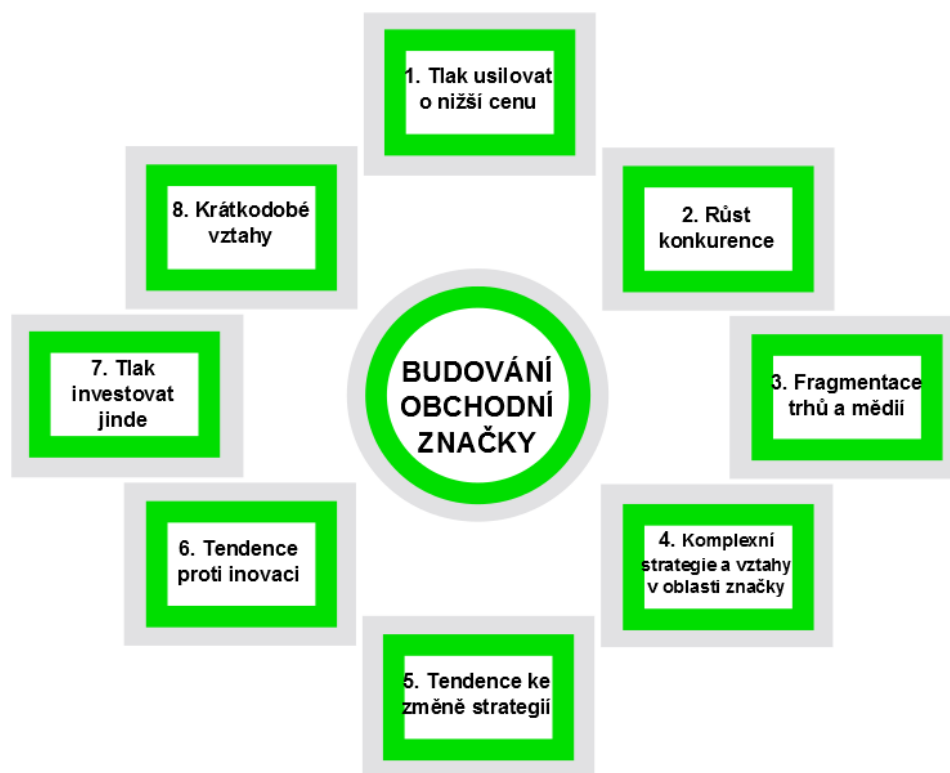 1. Tlak usilovat
o nižší cenu
2. Růst
konkurence
3. Fragmentace
trhů a médií
4. Komplexní
strategie a vztahy
v oblasti značky
5. Tendence ke
změně strategií
6. Tendence
proti inovaci
7. Tlak
investovat
jinde
8. Krátkodobé
vztahy
BUDOVÁNÍ
OBCHODNÍ
ZNAČKY